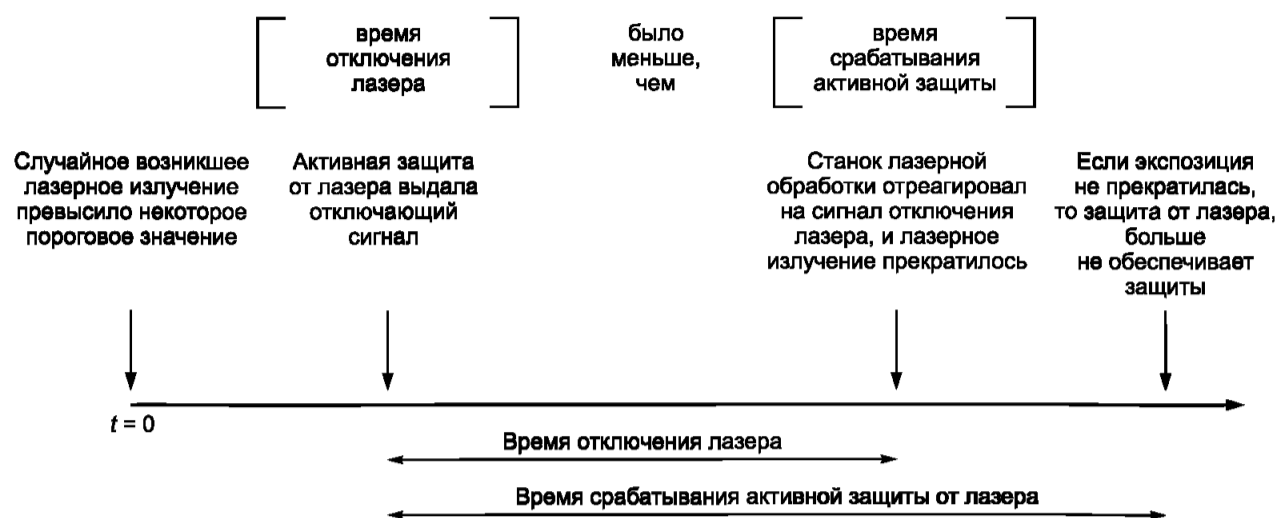 время
отключения
лазера
было
меньше,
чем
время
срабатывания
активной защиты
Случайное возникшее
лазерное излучение
превысило некоторое
пороговое значение
Активная защита
от лазера выдала
отключающий
сигнал
Станок лазерной
обработки отреагировал
на сигнал отключения
лазера, и лазерное
излучение прекратилось
Если экспозиция
не прекратилась,
то защита от лазера,
больше
не обеспечивает
защиты
t = 0
Время отключения лазера
Время срабатывания активной защиты от лазера